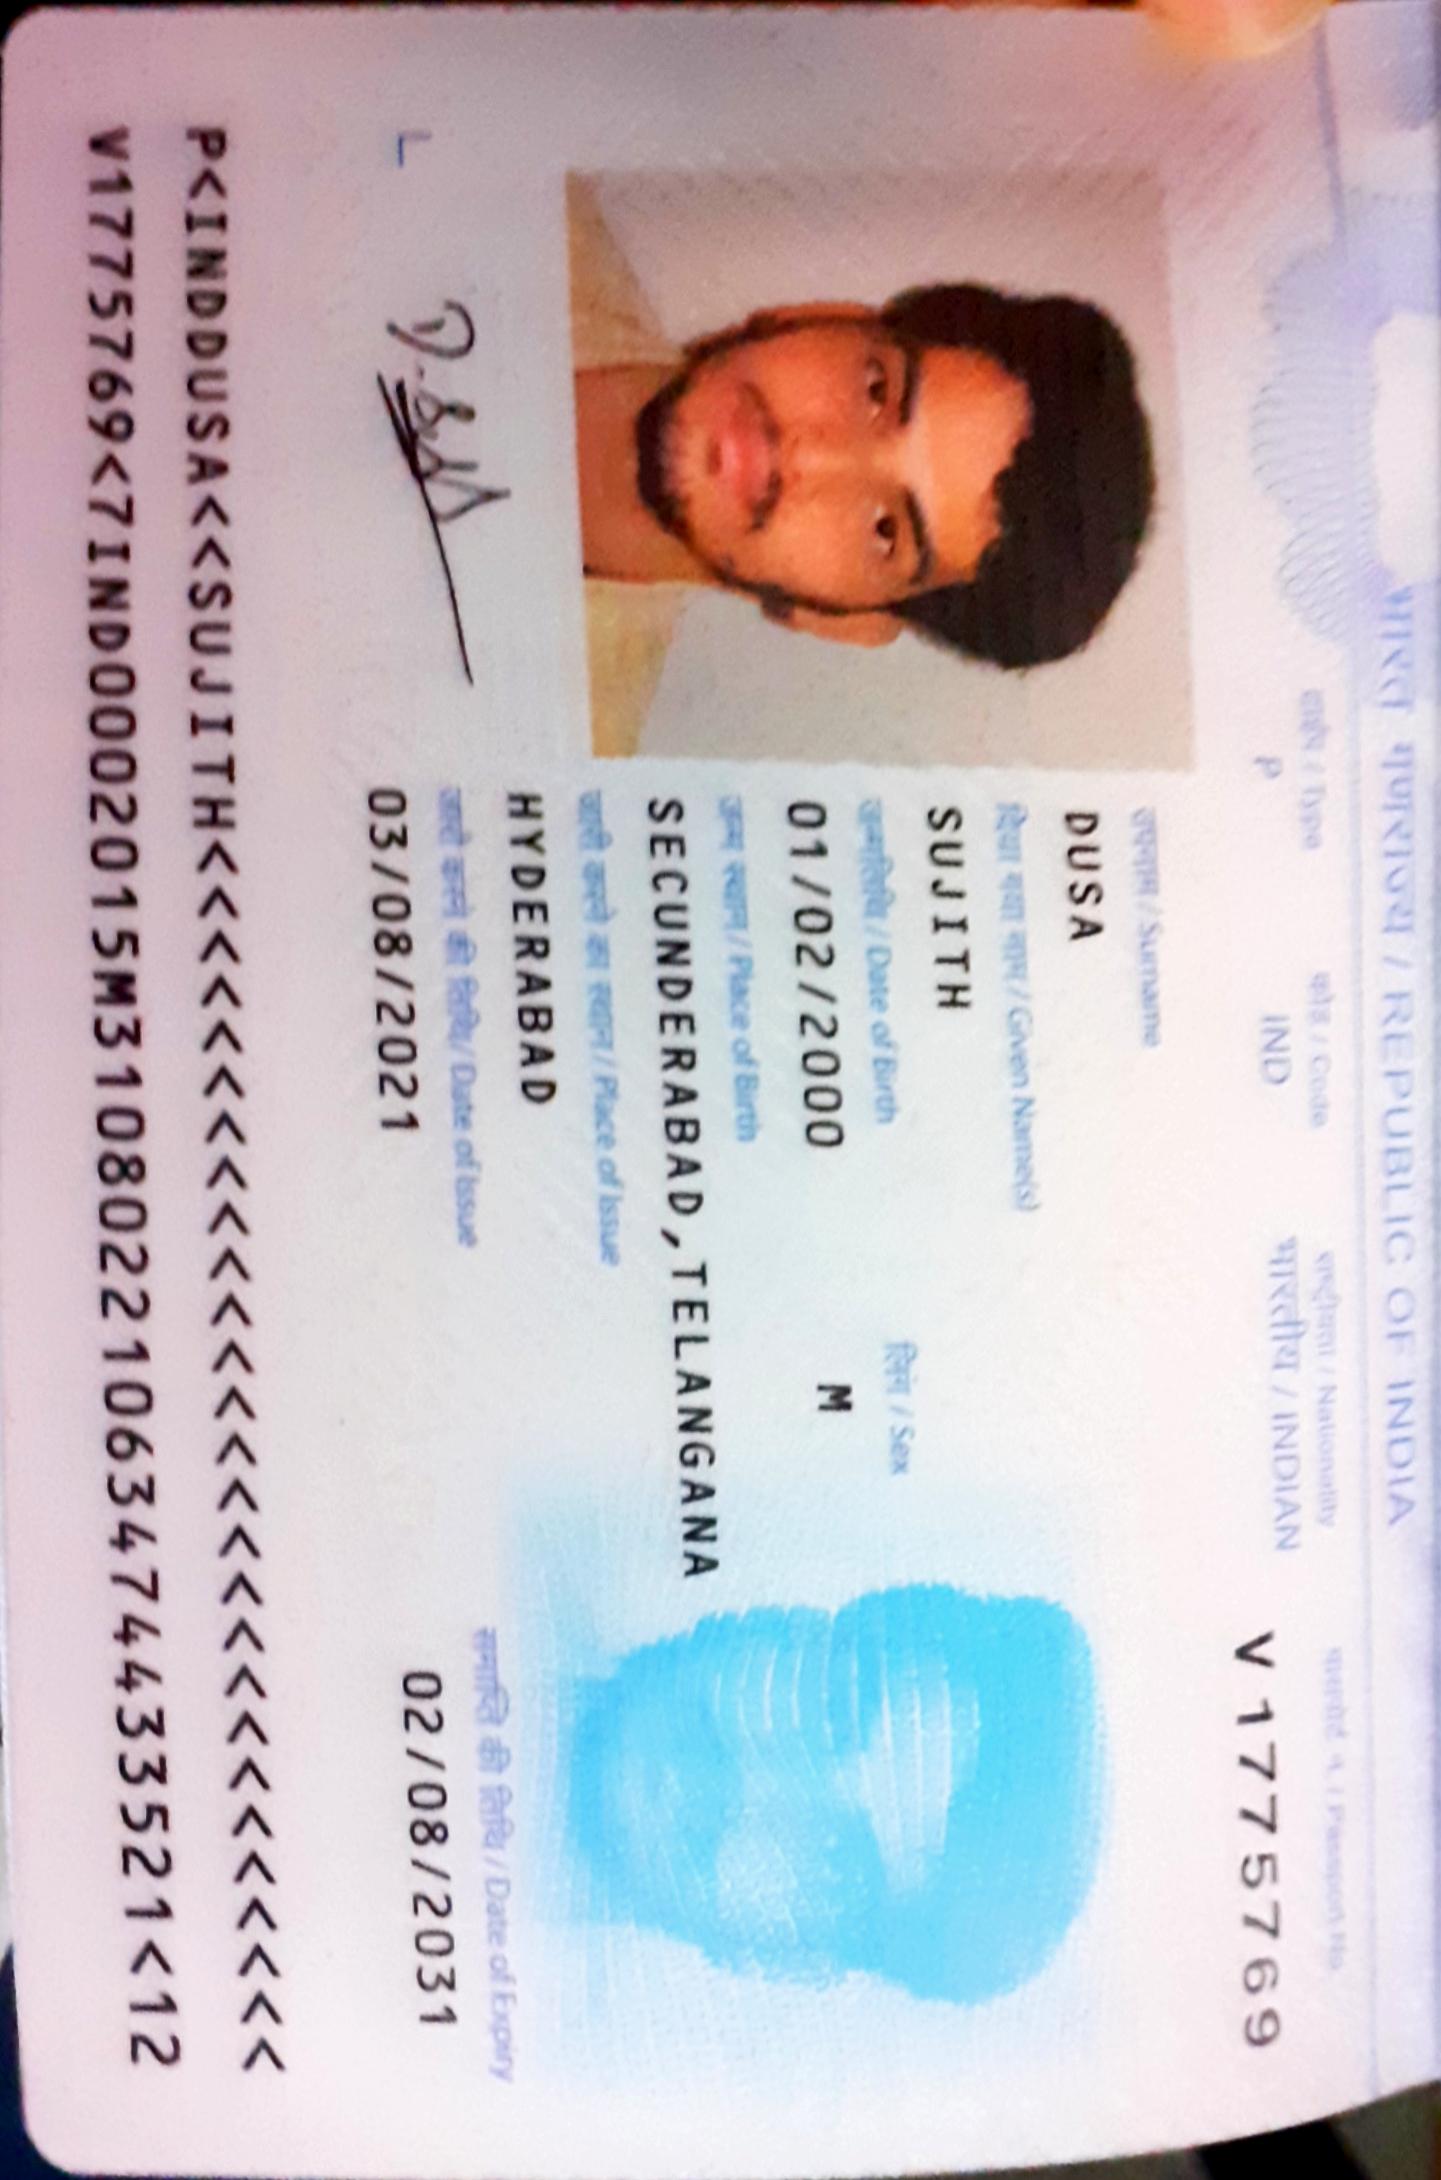 भारत गणराज्य / REPUBLIC OF INDIA
टाईप / Type कोड / Code राष्ट्रीयता / Nationality पासपोर्ट न. / Passport No.
P IND भारतीय / INDIAN V 1775769
उपनाम / Surname
DUSA
दिया गया नाम / Given Name(s)
SUJITH
जन्मतिथि / Date of Birth लिंग / Sex
01/02/2000 M
जन्म स्थान / Place of Birth
SECUNDERABAD,TELANGANA
जारी करने का स्थान / Place of Issue
HYDERABAD
जारी करने की तिथि / Date of Issue समाप्ति की तिथि / Date of Expiry
03/08/2021 02/08/2031
P<INDDUSA<<SUJITH<<<<<<<<<<<<<<<<<<<<<<<<<<<
V1775769<7IND0002015M31080221063474433521<12